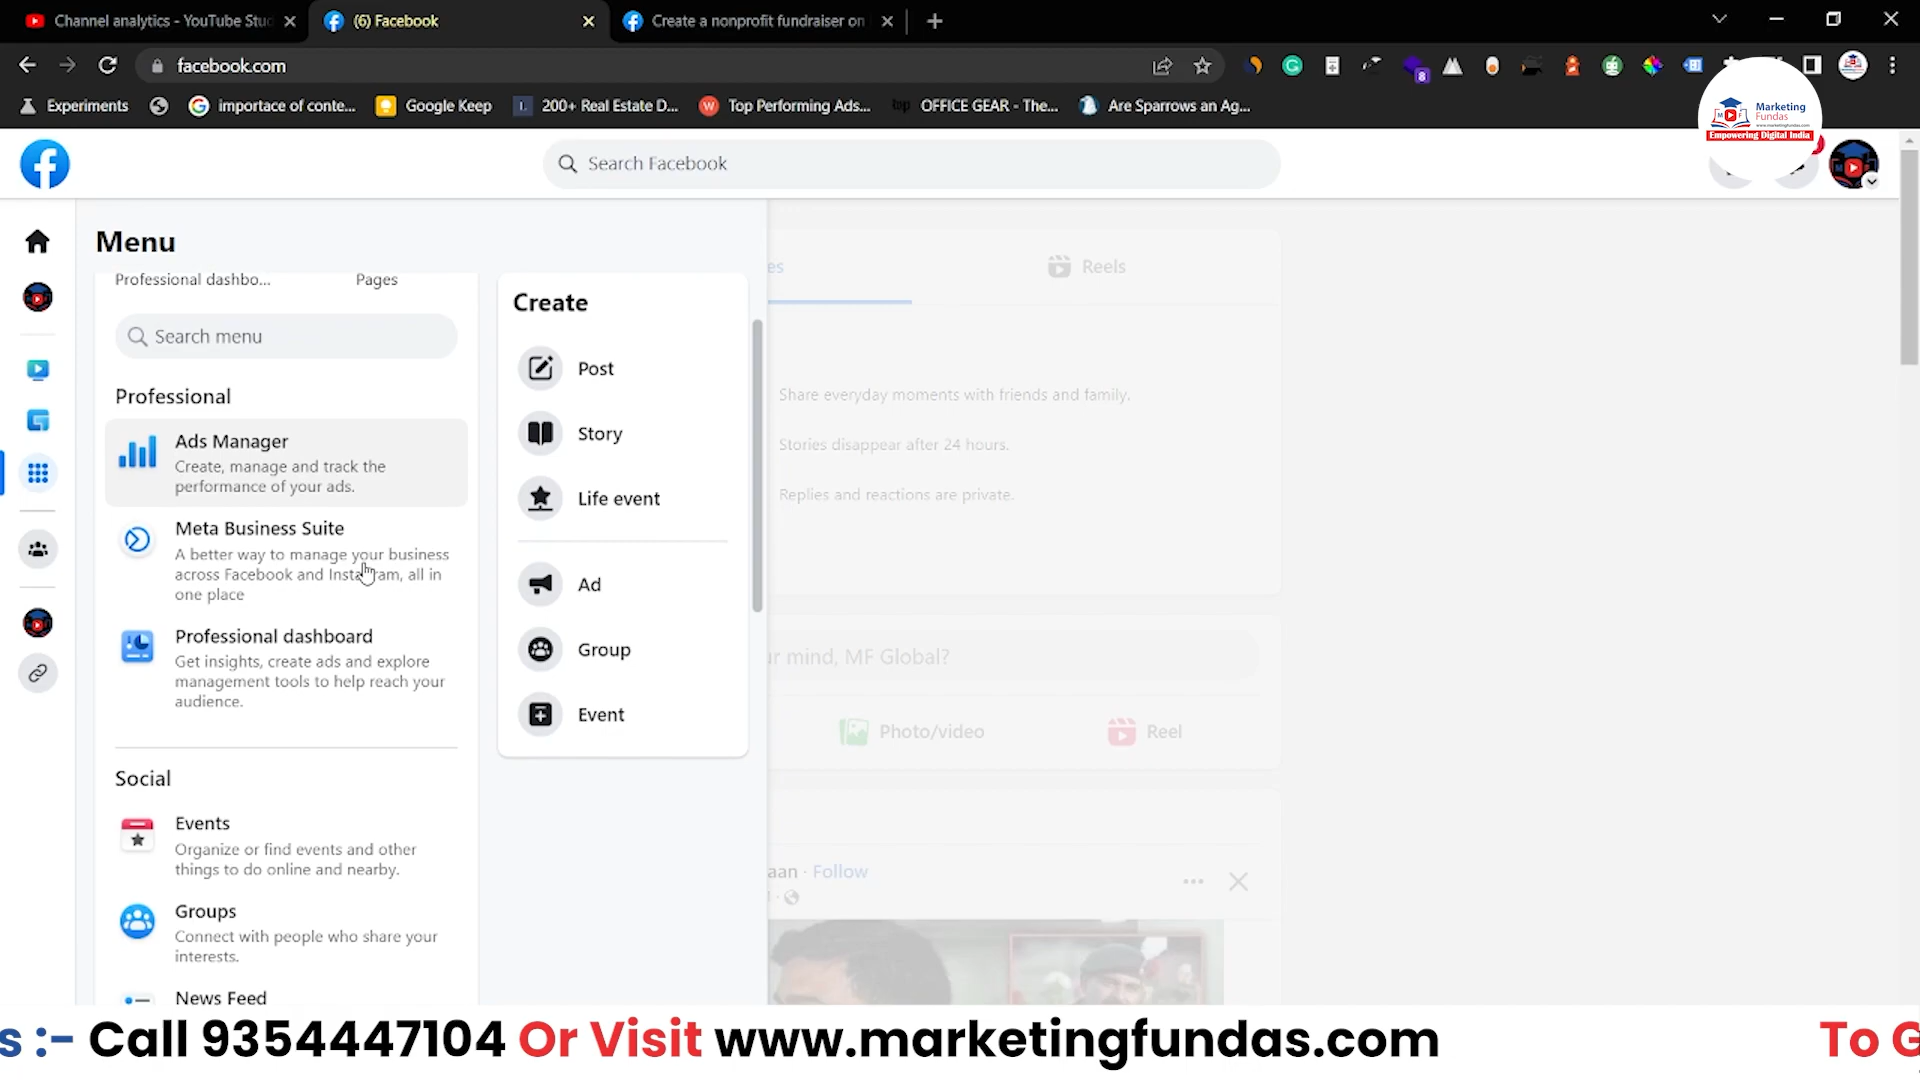 Channel analytics - YouTube Stud
(6) Facebook
Create a nonprofit fundraiser on
facebook.com
8
Experiments
importace of conte...
Google Keep
200+ Real Estate D...
Top Performing Ads...
OFFICE GEAR - The...
Are Sparrows an Ag...
Marketing
Fundas
www.marketingfundas.com
Empowering Digital India
Search Facebook
Menu
Professional dashbo...
Pages
Search menu
Professional
Ads Manager
Create, manage and track the
performance of your ads.
Meta Business Suite
A better way to manage your business
across Facebook and Instagram, all in
one place
Professional dashboard
Get insights, create ads and explore
management tools to help reach your
audience.
Social
Events
Organize or find events and other
things to do online and nearby.
Groups
Connect with people who share your
interests.
News Feed
Create
Post
Story
Life event
Ad
Group
Event
es
Reels
Share everyday moments with friends and family.
Stories disappear after 24 hours.
Replies and reactions are private.
ur mind, MF Global?
Photo/video
Reel
aan · Follow
s :- Call 9354447104 Or Visit www.marketingfundas.com
To G